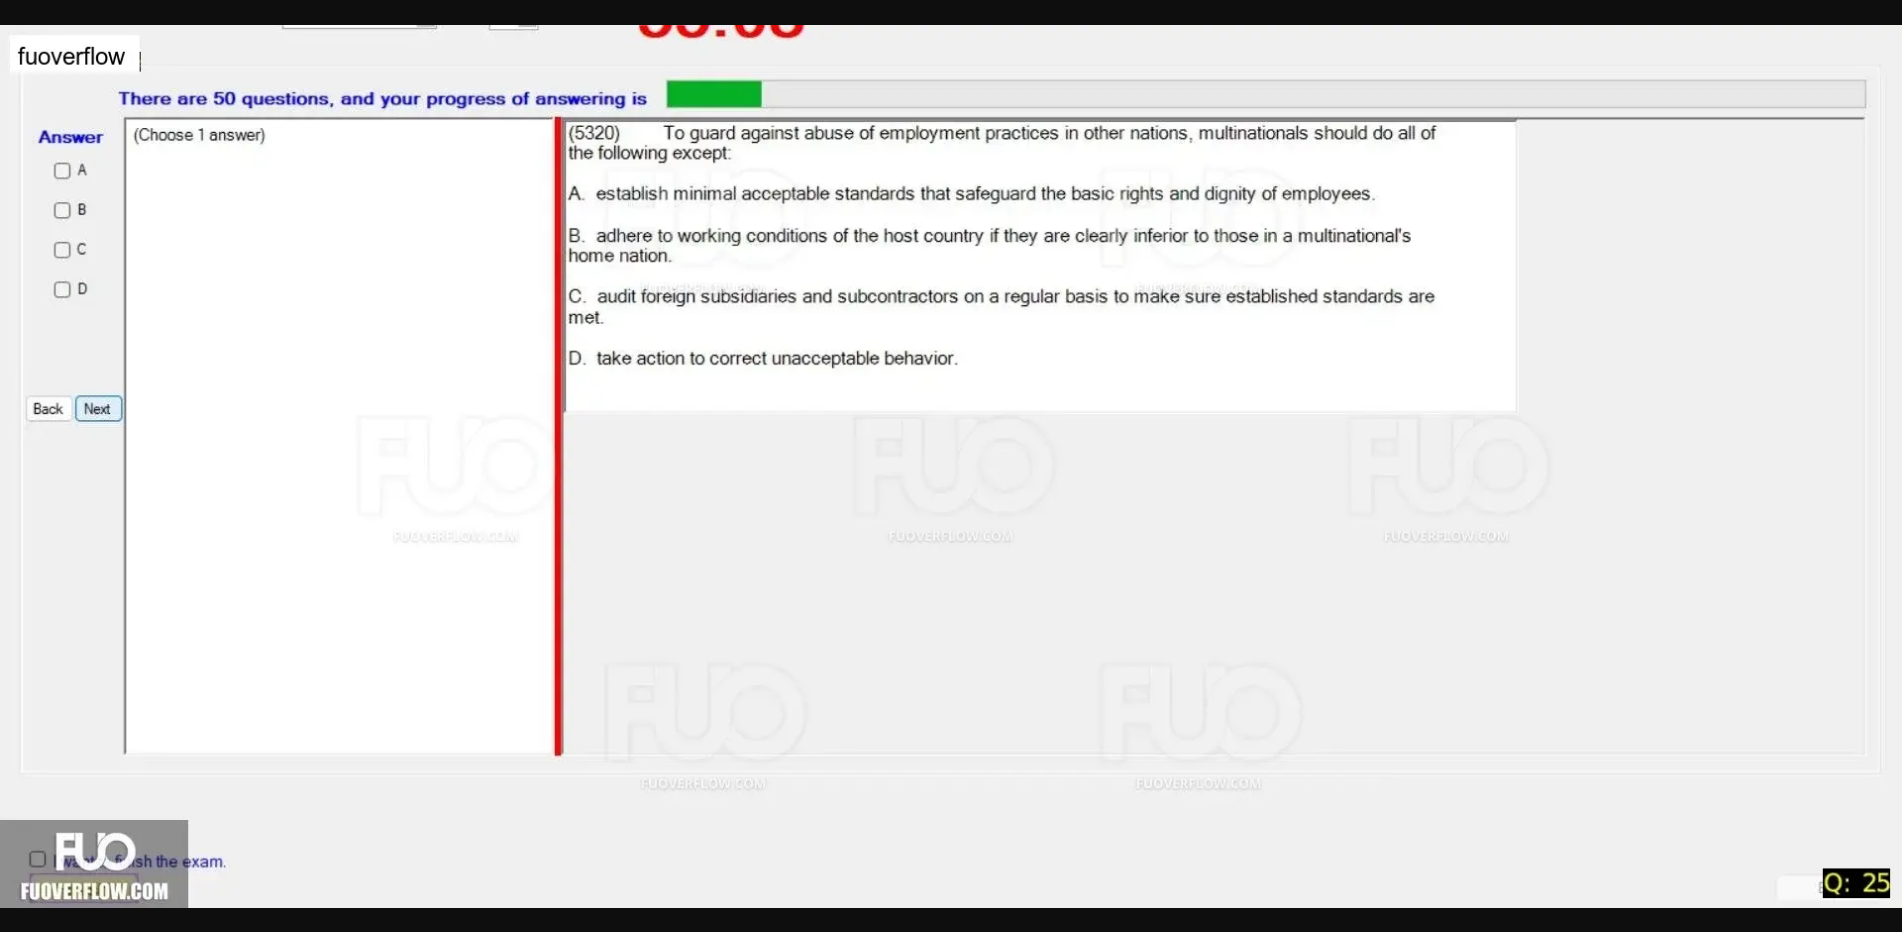 fuoverflow
There are 50 questions, and your progress of answering is
Answer
(Choose 1 answer)
A
B
C
D
Back
Next
(5320) To guard against abuse of employment practices in other nations, multinationals should do all of
the following except:
A. establish minimal acceptable standards that safeguard the basic rights and dignity of employees.
B. adhere to working conditions of the host country if they are clearly inferior to those in a multinational's
home nation.
C. audit foreign subsidiaries and subcontractors on a regular basis to make sure established standards are
met.
D. take action to correct unacceptable behavior.
FUO
FUOVERFLOW.COM
FUO
FUOVERFLOW.COM
FUO
FUOVERFLOW.COM
FUO
FUOVERFLOW.COM
FUO
FUOVERFLOW.COM
FUO
the exam.
FUOVERFLOW.COM
Q: 25